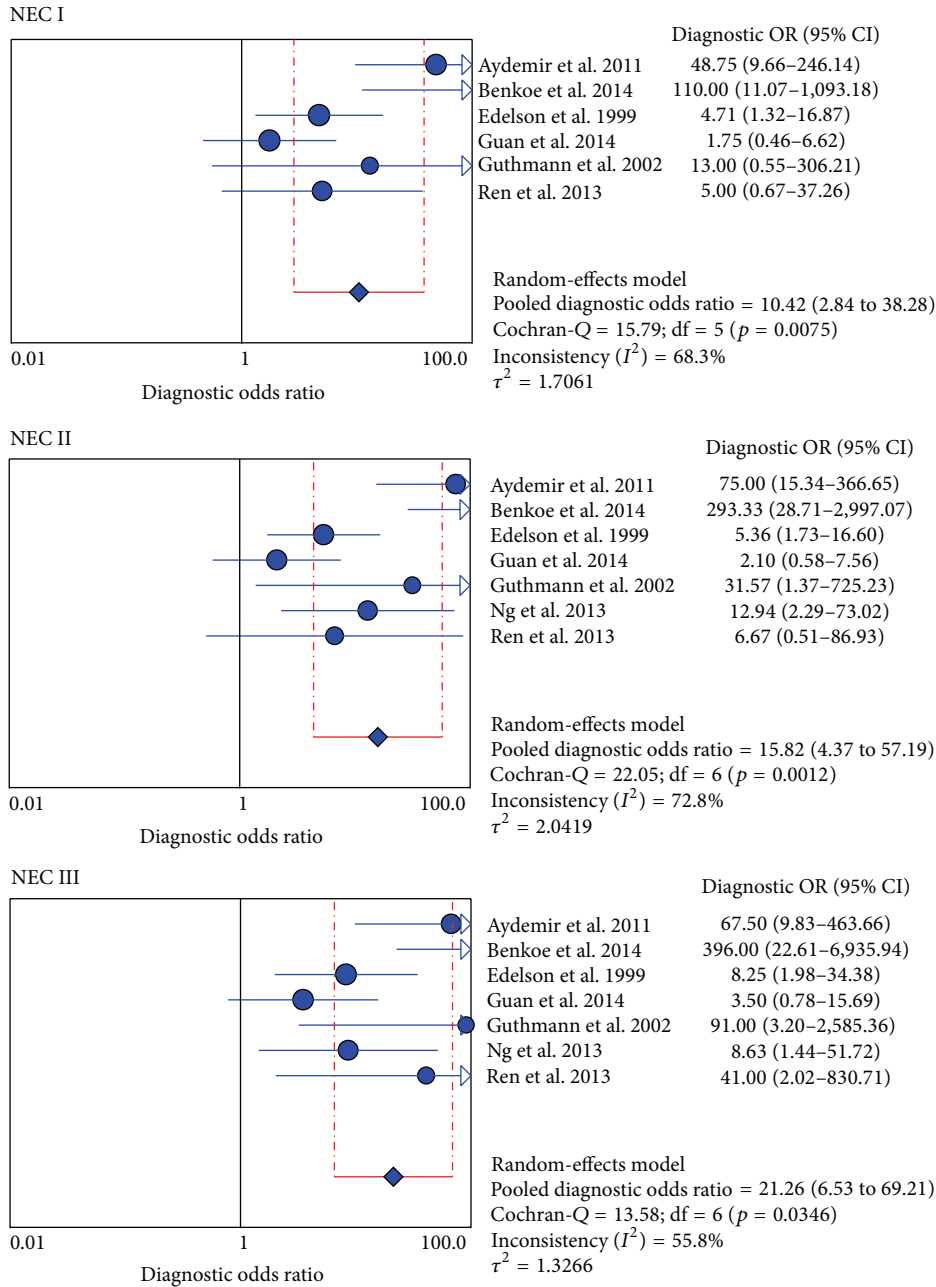 NEC I
Diagnostic OR (95% CI)
Aydemir et al. 2011 48.75 (9.66–246.14)
Benkoe et al. 2014 110.00 (11.07–1,093.18)
Edelson et al. 1999 4.71 (1.32–16.87)
Guan et al. 2014 1.75 (0.46–6.62)
Guthmann et al. 2002 13.00 (0.55–306.21)
Ren et al. 2013 5.00 (0.67–37.26)
Random-effects model
Pooled diagnostic odds ratio = 10.42 (2.84 to 38.28)
Cochran-Q = 15.79; df = 5 (p = 0.0075)
Inconsistency (I²) = 68.3%
τ² = 1.7061
0.01 1 100.0
Diagnostic odds ratio
NEC II
Diagnostic OR (95% CI)
Aydemir et al. 2011 75.00 (15.34–366.65)
Benkoe et al. 2014 293.33 (28.71–2,997.07)
Edelson et al. 1999 5.36 (1.73–16.60)
Guan et al. 2014 2.10 (0.58–7.56)
Guthmann et al. 2002 31.57 (1.37–725.23)
Ng et al. 2013 12.94 (2.29–73.02)
Ren et al. 2013 6.67 (0.51–86.93)
Random-effects model
Pooled diagnostic odds ratio = 15.82 (4.37 to 57.19)
Cochran-Q = 22.05; df = 6 (p = 0.0012)
Inconsistency (I²) = 72.8%
τ² = 2.0419
0.01 1 100.0
Diagnostic odds ratio
NEC III
Diagnostic OR (95% CI)
Aydemir et al. 2011 67.50 (9.83–463.66)
Benkoe et al. 2014 396.00 (22.61–6,935.94)
Edelson et al. 1999 8.25 (1.98–34.38)
Guan et al. 2014 3.50 (0.78–15.69)
Guthmann et al. 2002 91.00 (3.20–2,585.36)
Ng et al. 2013 8.63 (1.44–51.72)
Ren et al. 2013 41.00 (2.02–830.71)
Random-effects model
Pooled diagnostic odds ratio = 21.26 (6.53 to 69.21)
Cochran-Q = 13.58; df = 6 (p = 0.0346)
Inconsistency (I²) = 55.8%
τ² = 1.3266
0.01 1 100.0
Diagnostic odds ratio